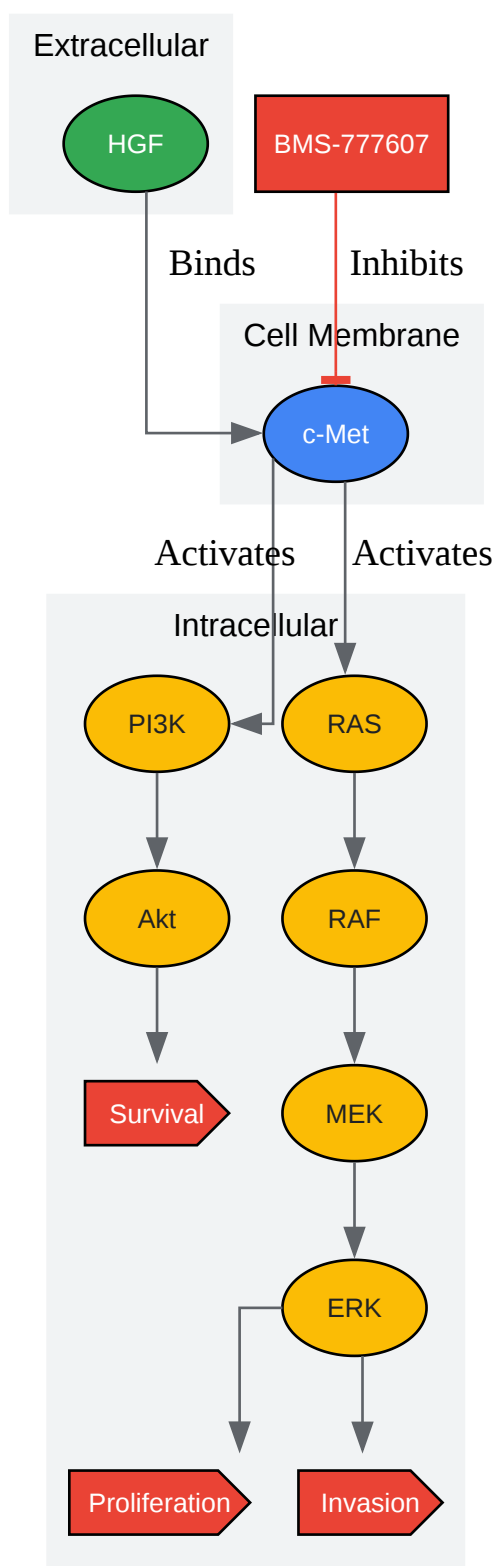 Extracellular
HGF
BMS-777607
Binds
Inhibits
Cell Membrane
c-Met
Activates
Activates
Intracellular
PI3K
RAS
Akt
RAF
Survival
MEK
ERK
Proliferation
Invasion